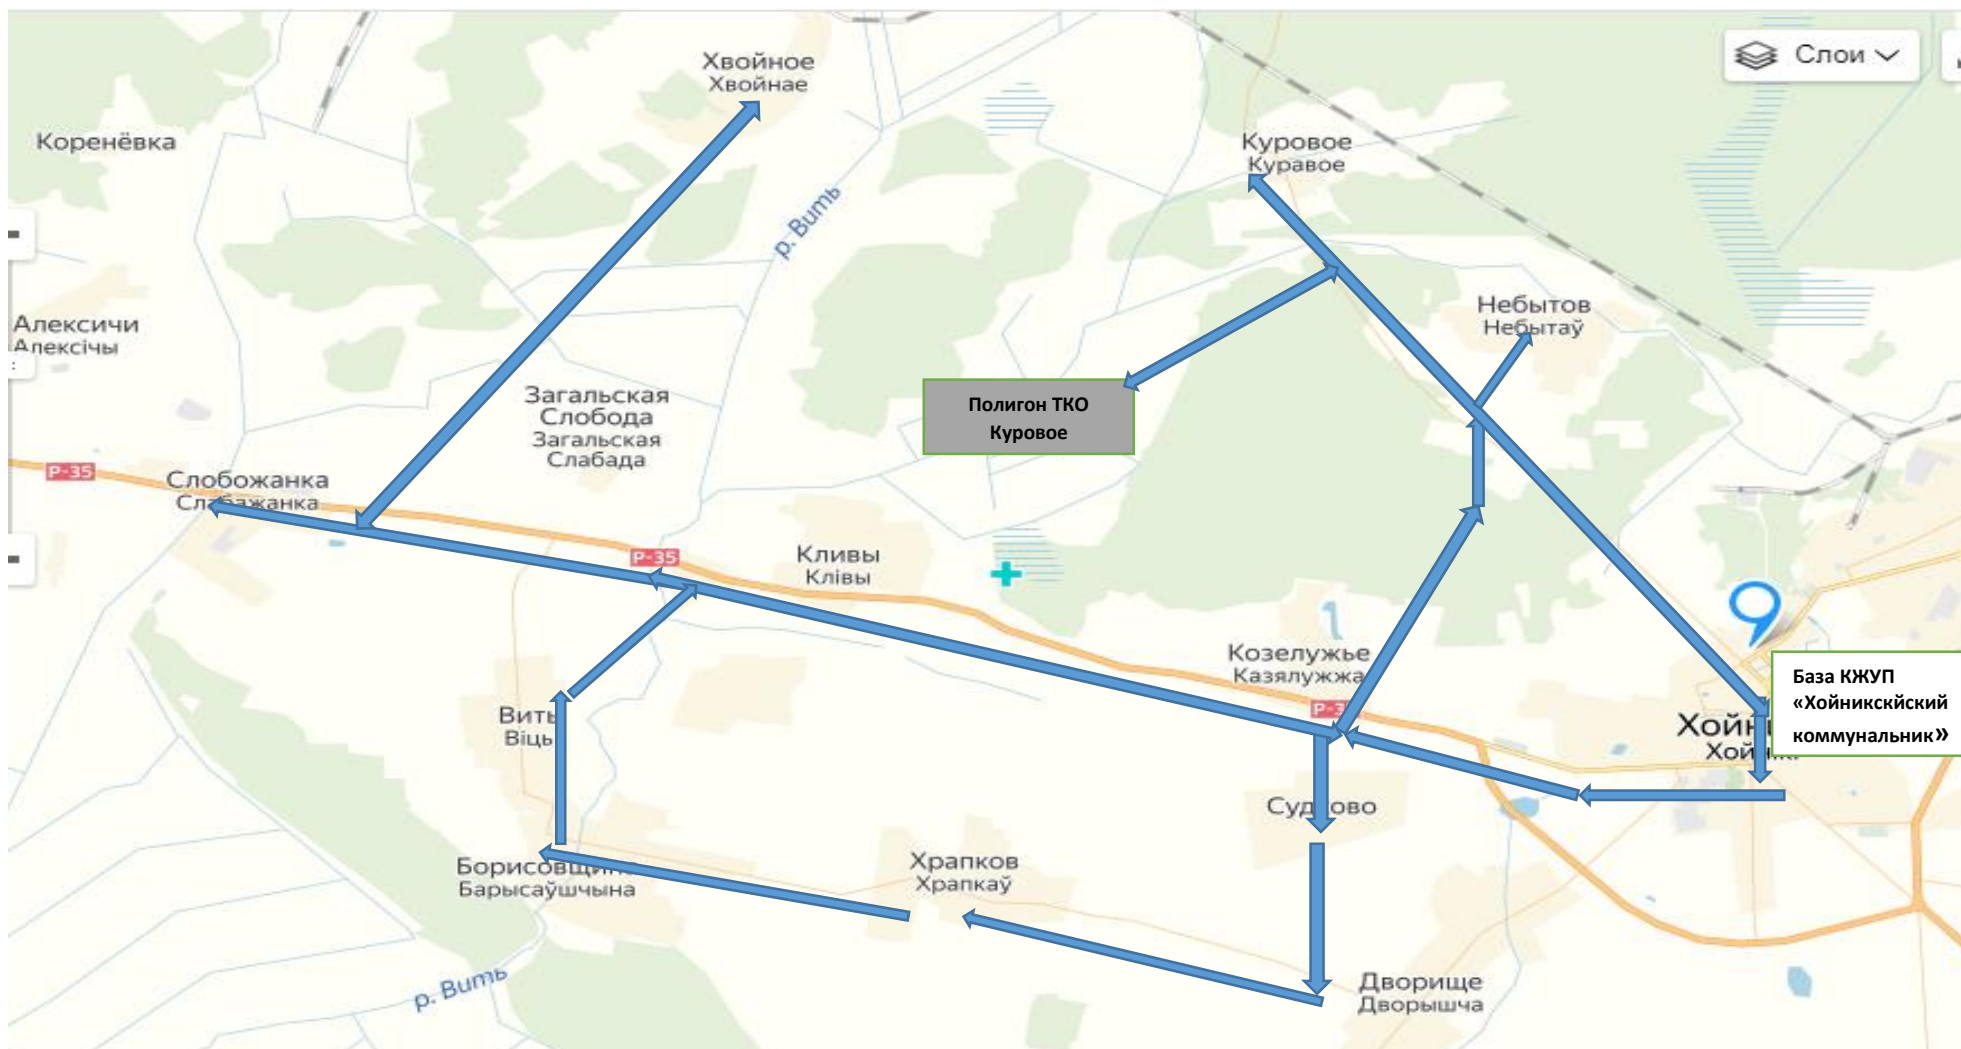 Слои
Хвойное
Хвойнае
Коренёвка
Куровое
Куравое
р. Вить
Небытов
Небытаў
Алексичи
Алексічы
Загальская
Слобода
Загальская
Слабада
Полигон ТКО
Куровое
Р-35
Слобожанка
Слабажанка
Р-35
Кливы
Клівы
Козелужье
Казялужжа
База КЖУП
«Хойникскйский
коммунальник»
Вить
Віць
Судково
Храпков
Храпкаў
Борисовщина
Барысаўшчына
р. Вить
Дворище
Дворышча